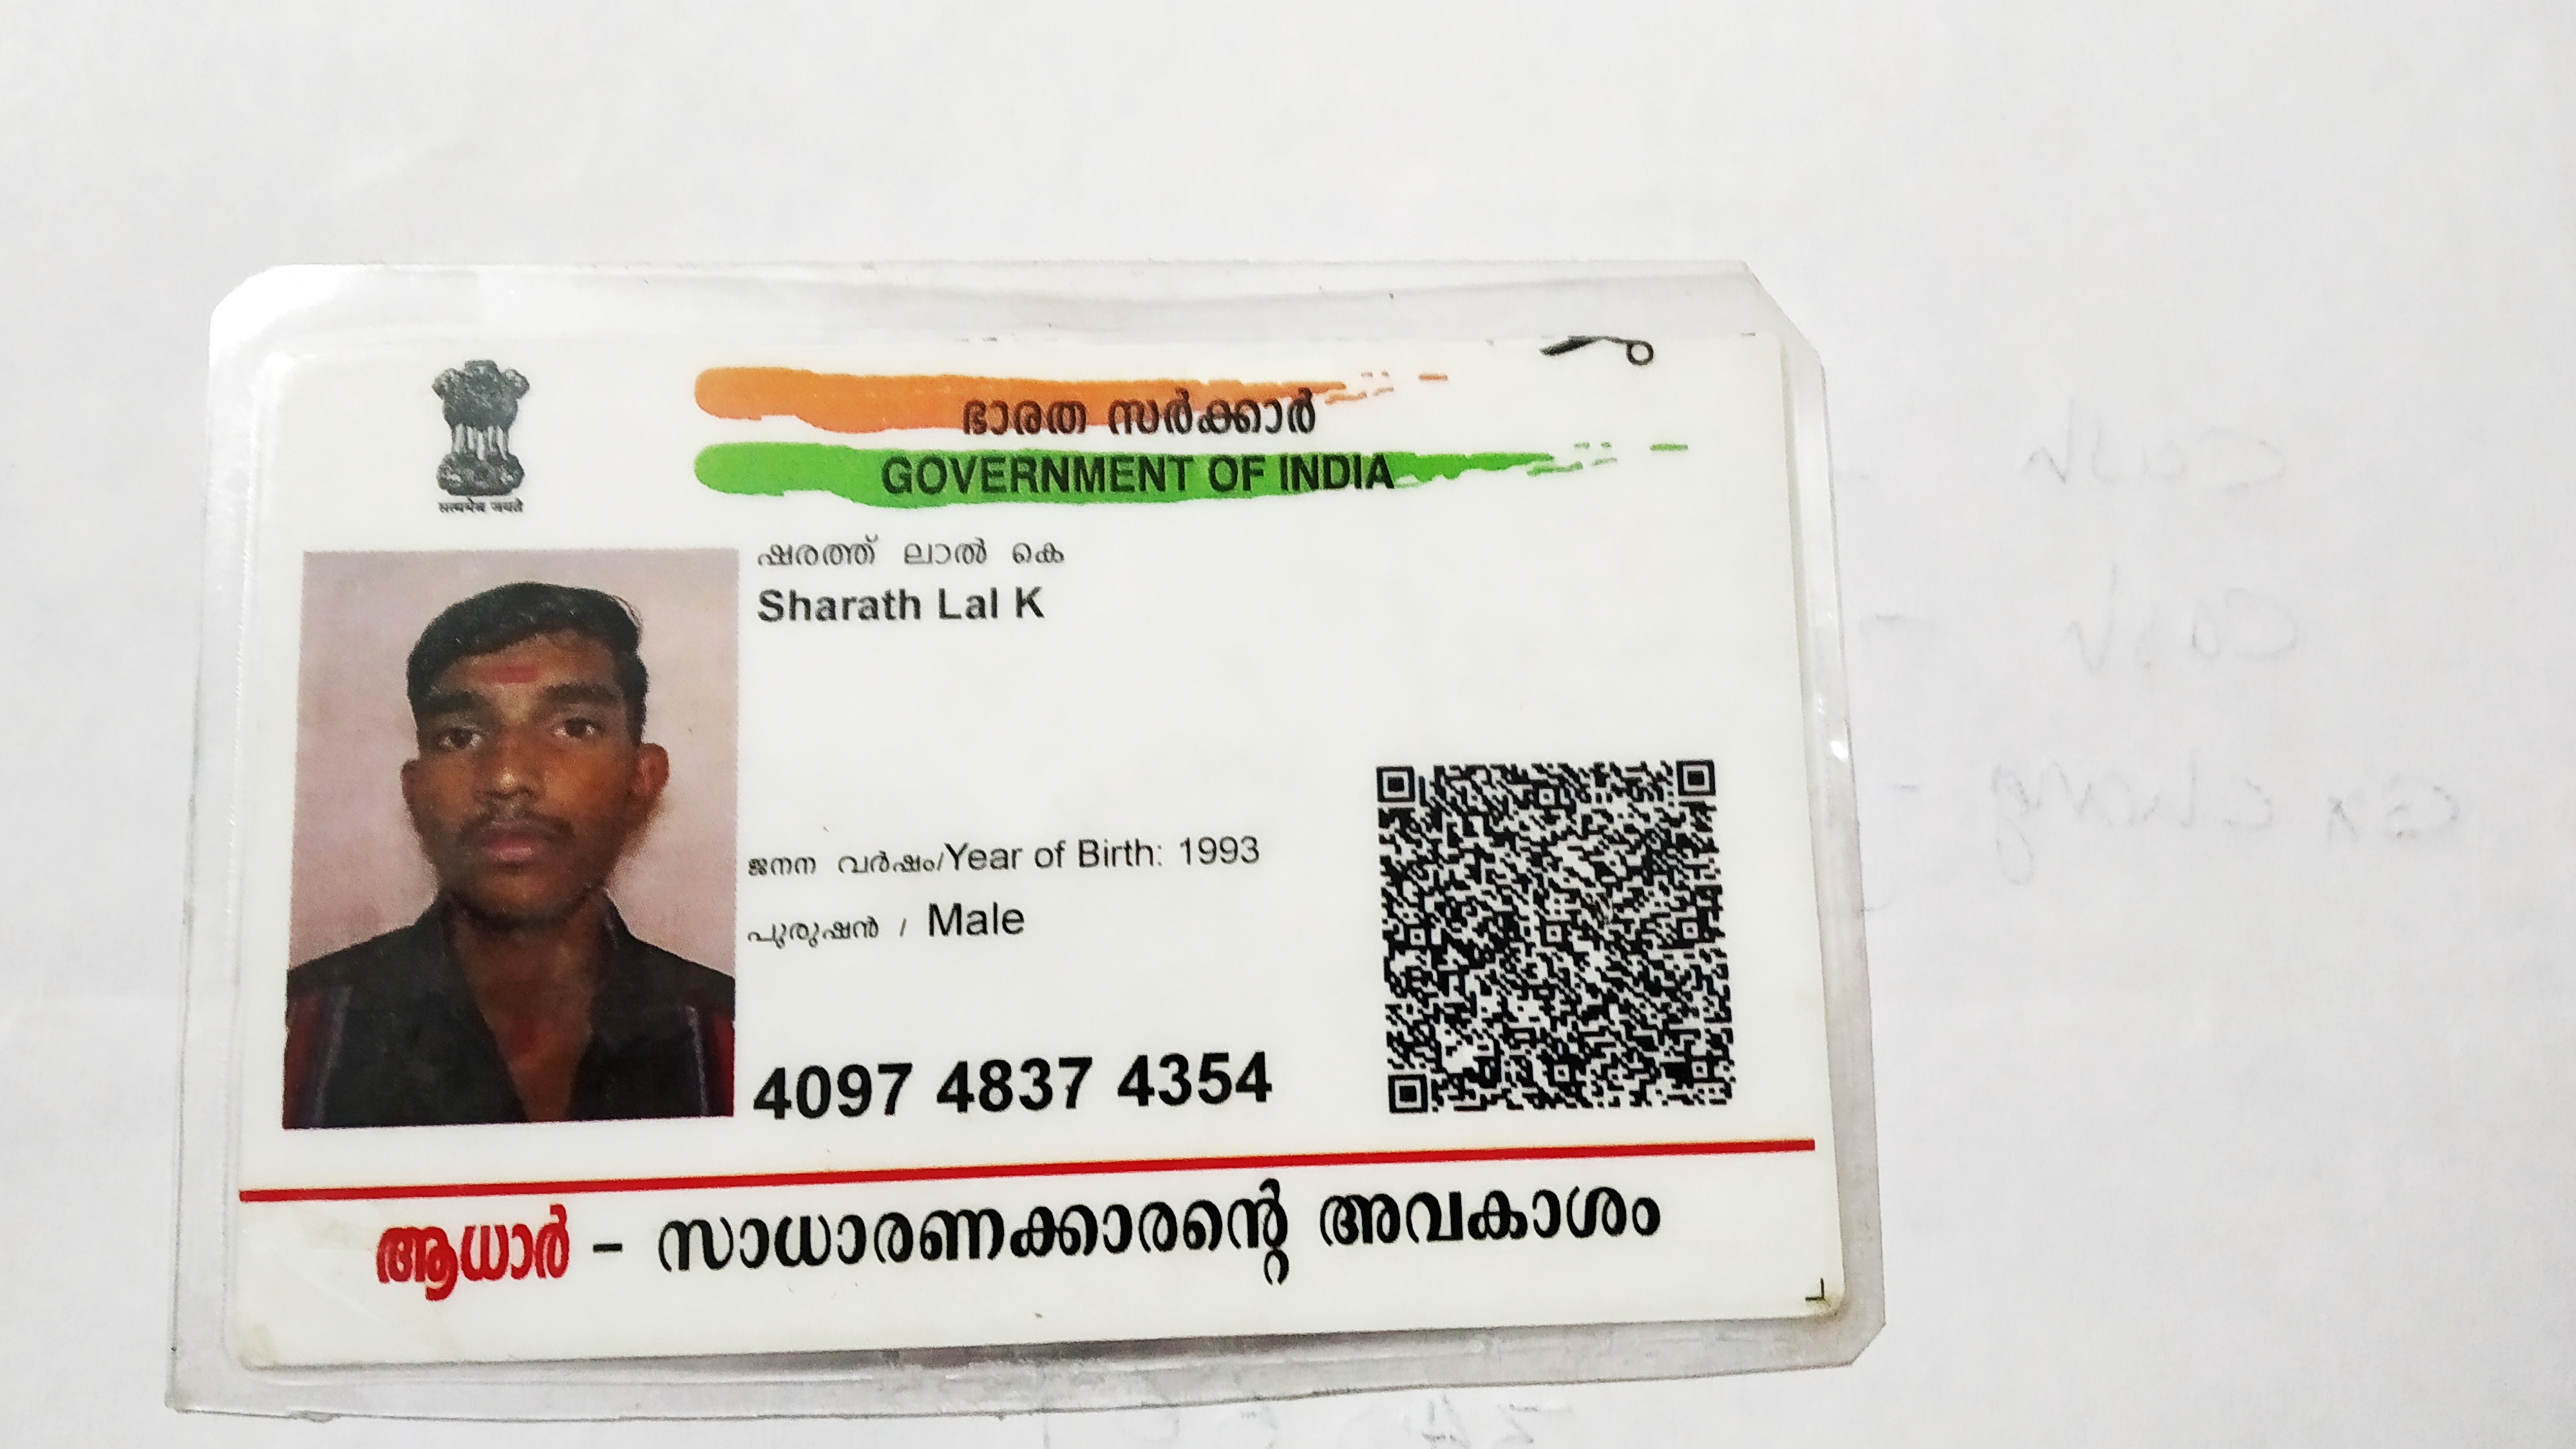 ഭാരത സർക്കാർ
GOVERNMENT OF INDIA
सत्यमेव जयते
ഷരത്ത് ലാൽ കെ
Sharath Lal K
ജനന വർഷം/Year of Birth: 1993
പുരുഷൻ / Male
4097 4837 4354
ആധാർ - സാധാരണക്കാരന്റെ അവകാശം